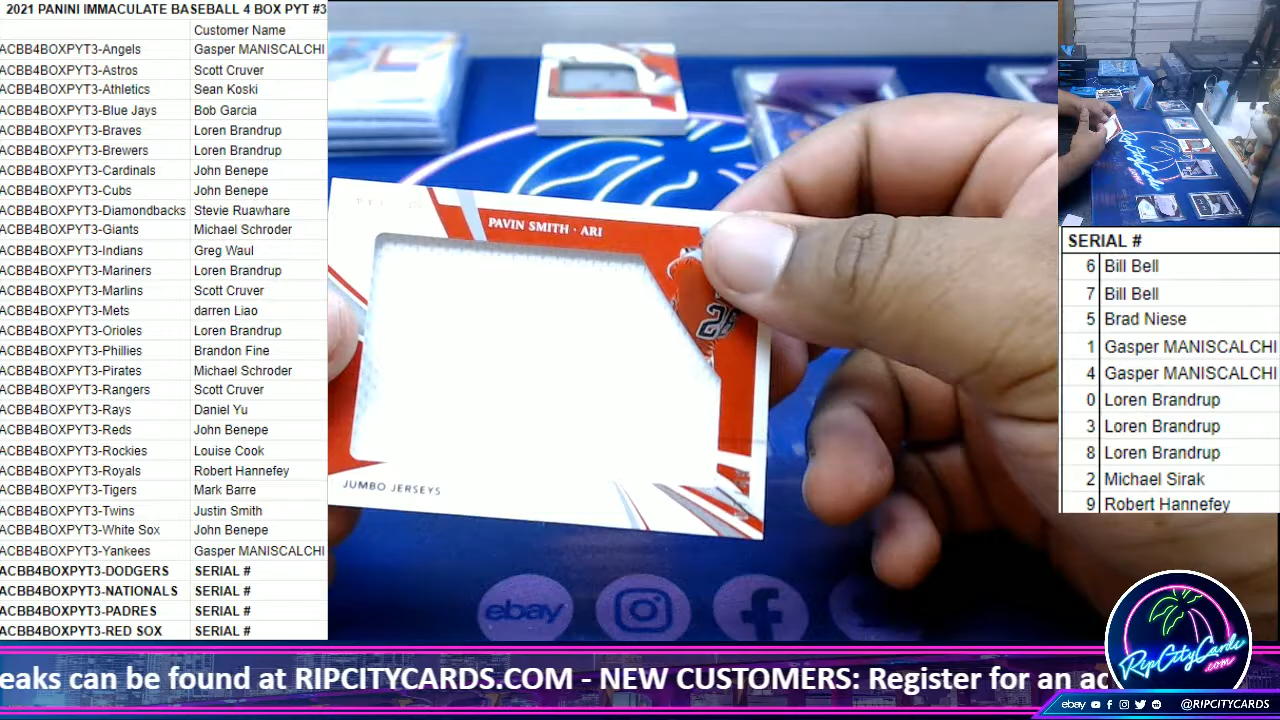 2021 PANINI IMMACULATE BASEBALL 4 BOX PYT #3
Customer Name
ACBB4BOXPYT3-Angels Gasper MANISCALCHI
ACBB4BOXPYT3-Astros Scott Cruver
ACBB4BOXPYT3-Athletics Sean Koski
ACBB4BOXPYT3-Blue Jays Bob Garcia
ACBB4BOXPYT3-Braves Loren Brandrup
ACBB4BOXPYT3-Brewers Loren Brandrup
ACBB4BOXPYT3-Cardinals John Benepe
ACBB4BOXPYT3-Cubs John Benepe
ACBB4BOXPYT3-Diamondbacks Stevie Ruawhare
ACBB4BOXPYT3-Giants Michael Schroder
ACBB4BOXPYT3-Indians Greg Waul
ACBB4BOXPYT3-Mariners Loren Brandrup
ACBB4BOXPYT3-Marlins Scott Cruver
ACBB4BOXPYT3-Mets darren Liao
ACBB4BOXPYT3-Orioles Loren Brandrup
ACBB4BOXPYT3-Phillies Brandon Fine
ACBB4BOXPYT3-Pirates Michael Schroder
ACBB4BOXPYT3-Rangers Scott Cruver
ACBB4BOXPYT3-Rays Daniel Yu
ACBB4BOXPYT3-Reds John Benepe
ACBB4BOXPYT3-Rockies Louise Cook
ACBB4BOXPYT3-Royals Robert Hannefey
ACBB4BOXPYT3-Tigers Mark Barre
ACBB4BOXPYT3-Twins Justin Smith
ACBB4BOXPYT3-White Sox John Benepe
ACBB4BOXPYT3-Yankees Gasper MANISCALCHI
ACBB4BOXPYT3-DODGERS SERIAL #
ACBB4BOXPYT3-NATIONALS SERIAL #
ACBB4BOXPYT3-PADRES SERIAL #
ACBB4BOXPYT3-RED SOX SERIAL #
PAVIN SMITH · ARI
26
JUMBO JERSEYS
ebay
SERIAL #
6 Bill Bell
7 Bill Bell
5 Brad Niese
1 Gasper MANISCALCHI
4 Gasper MANISCALCHI
0 Loren Brandrup
3 Loren Brandrup
8 Loren Brandrup
2 Michael Sirak
9 Robert Hannefey
RipCityCards
.com
eaks can be found at RIPCITYCARDS.COM - NEW CUSTOMERS: Register for an ac
ebay @RIPCITYCARDS